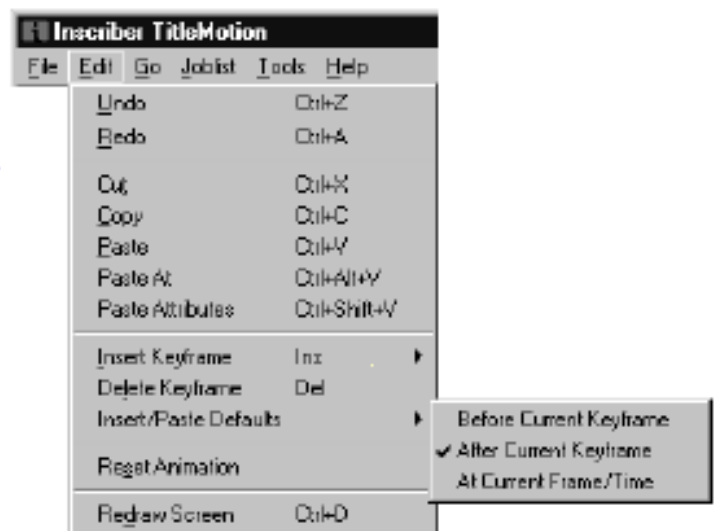 Inscriber TitleMotion
File Edit Go Joblist Tools Help
Undo Ctrl+Z
Redo Ctrl+A
Cut Ctrl+X
Copy Ctrl+C
Paste Ctrl+V
Paste At Ctrl+Alt+V
Paste Attributes Ctrl+Shift+V
Insert Keyframe Ins
Delete Keyframe Del
Insert/Paste Defaults
Before Current Keyframe
After Current Keyframe
At Current Frame/Time
Reset Animation
Redraw Screen Ctrl+D